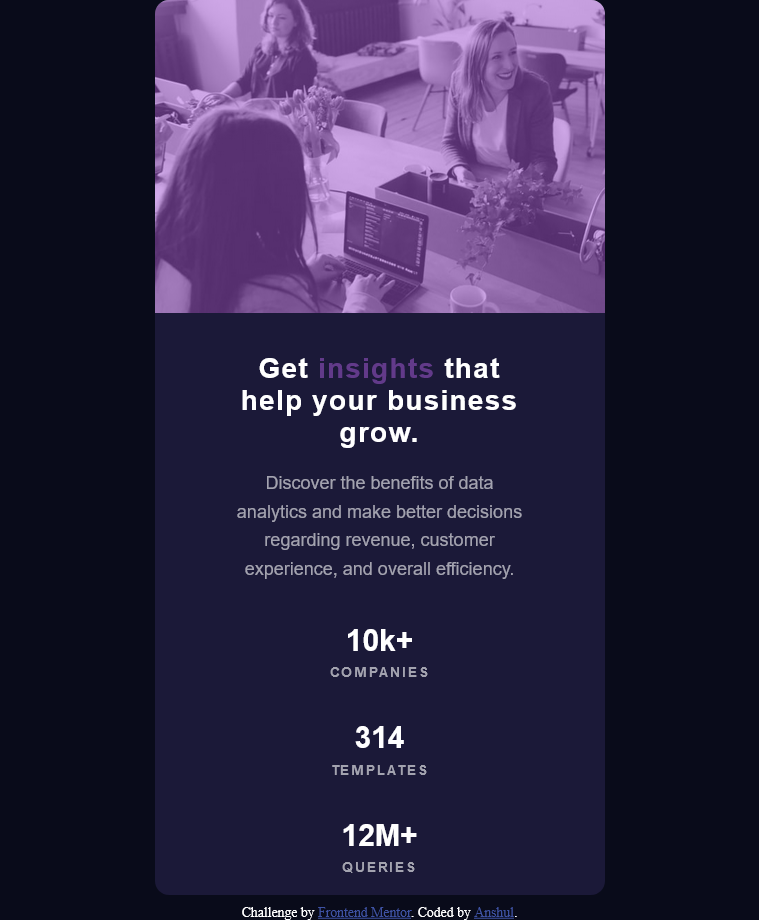 Get insights that
help your business
grow.
Discover the benefits of data
analytics and make better decisions
regarding revenue, customer
experience, and overall efficiency.
10k+
COMPANIES
314
TEMPLATES
12M+
QUERIES
Challenge by Frontend Mentor. Coded by Anshul.